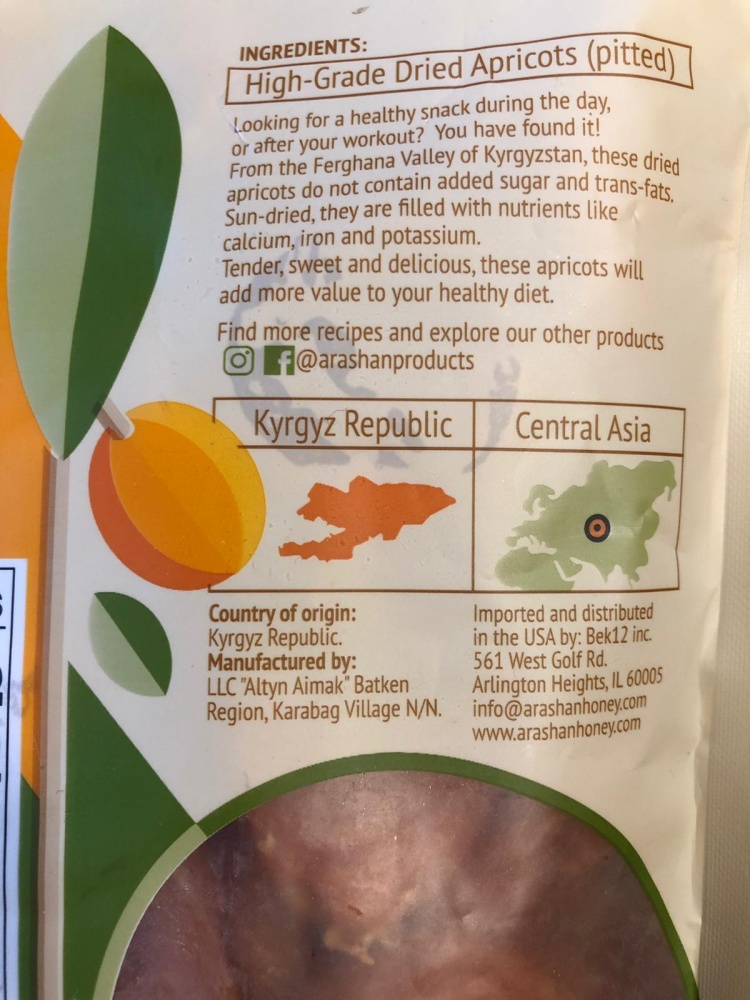 INGREDIENTS:
High-Grade Dried Apricots (pitted)
Looking for a healthy snack during the day,
or after your workout? You have found it!
From the Ferghana Valley of Kyrgyzstan, these dried
apricots do not contain added sugar and trans-fats.
Sun-dried, they are filled with nutrients like
calcium, iron and potassium.
Tender, sweet and delicious, these apricots will
add more value to your healthy diet.
Find more recipes and explore our other products
@arashanproducts
Kyrgyz Republic
Central Asia
Country of origin:
Kyrgyz Republic.
Manufactured by:
LLC "Altyn Aimak" Batken
Region, Karabag Village N/N.
Imported and distributed
in the USA by: Bek12 inc.
561 West Golf Rd.
Arlington Heights, IL 60005
info@arashanhoney.com
www.arashanhoney.com